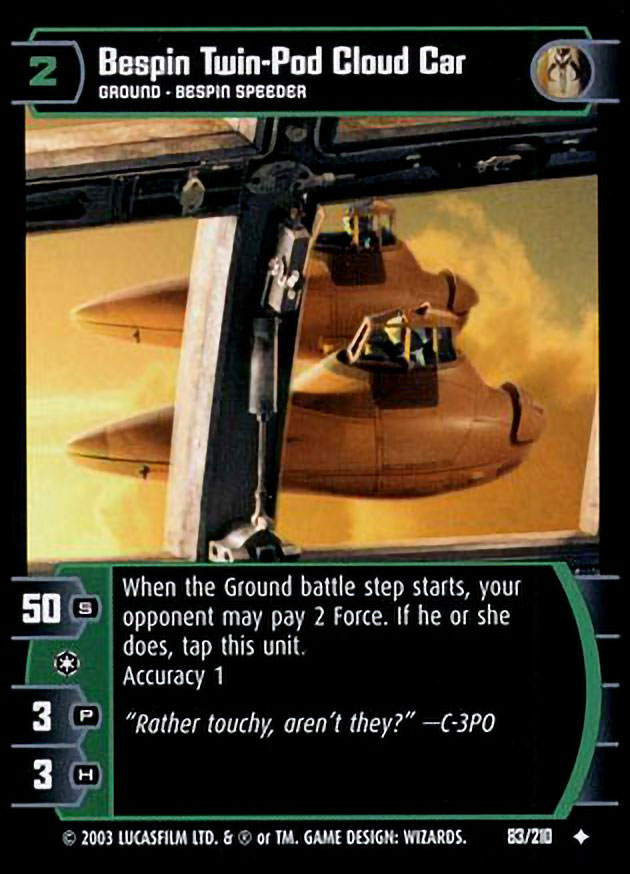 2 Bespin Twin-Pod Cloud Car
GROUND · BESPIN SPEEDER
50 S
3 P
3 H
When the Ground battle step starts, your
opponent may pay 2 Force. If he or she
does, tap this unit.
Accuracy 1
“Rather touchy, aren’t they?” —C-3PO
© 2003 LUCASFILM LTD. & ® or TM. GAME DESIGN: WIZARDS. 83/210